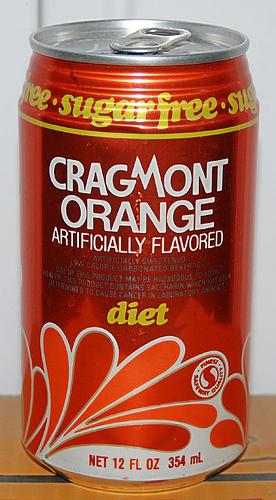 free · sugar free · sug
CRAGMONT
ORANGE
ARTIFICIALLY FLAVORED
ARTIFICIALLY SWEETENED
LOW CALORIE CARBONATED BEVERAGE
USE OF THIS PRODUCT MAY BE HAZARDOUS TO YOUR
HEALTH. THIS PRODUCT CONTAINS SACCHARIN WHICH HAS BEEN
DETERMINED TO CAUSE CANCER IN LABORATORY ANIMALS
diet
NET 12 FL OZ 354 mL